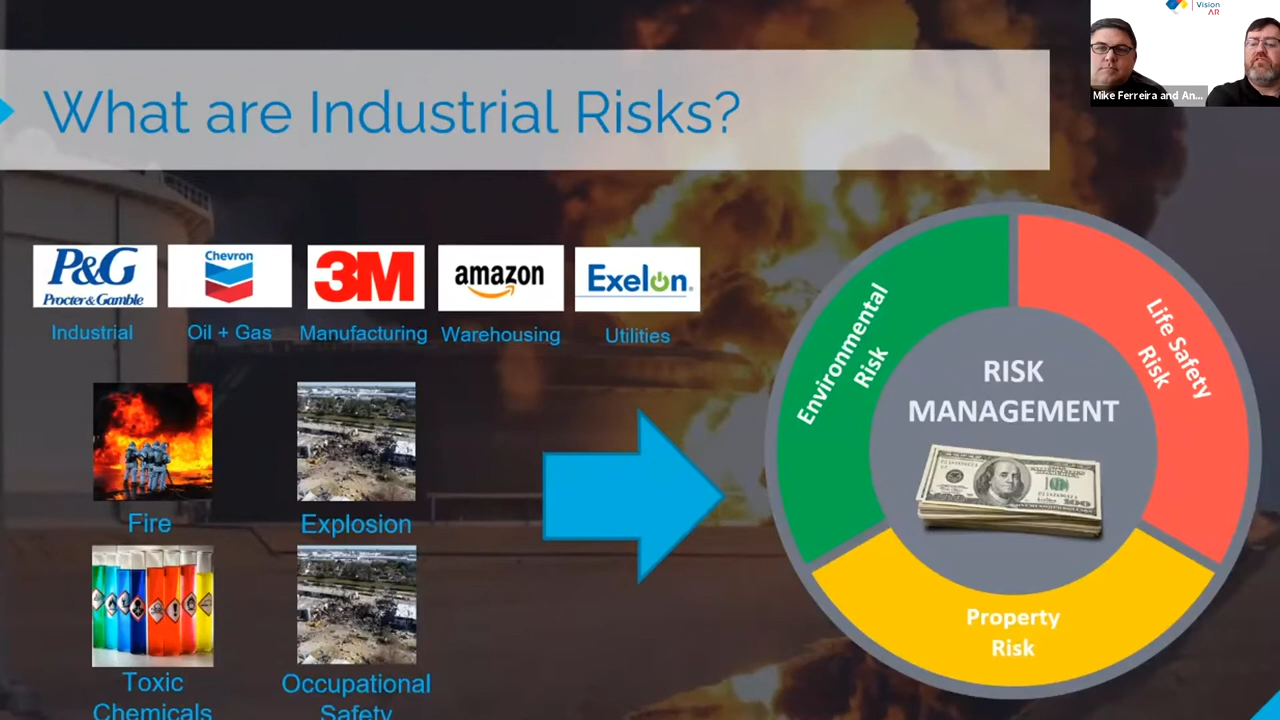 Vision
AR
Mike Ferreira and An...
What are Industrial Risks?
P&G
Procter & Gamble
Chevron
3M
amazon
Exelon
Industrial
Oil + Gas
Manufacturing
Warehousing
Utilities
Fire
Explosion
Toxic
Chemicals
Occupational
Safety
Environmental
Risk
Life Safety
Risk
RISK
MANAGEMENT
100
Property
Risk